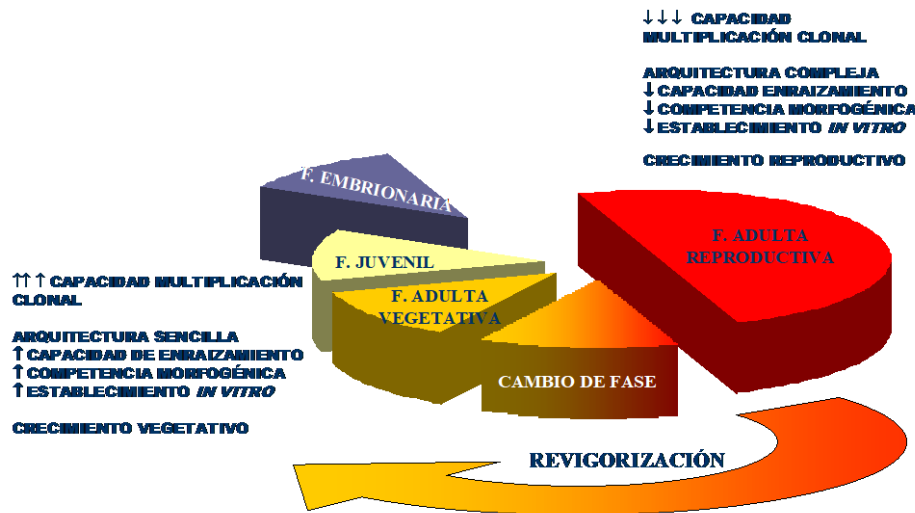 ↓↓↓ CAPACIDAD
MULTIPLICACIÓN CLONAL
ARQUITECTURA COMPLEJA
↓CAPACIDAD ENRAIZAMIENTO
↓COMPETENCIA MORFOGÉNICA
↓ESTABLECIMIENTO IN VITRO
CRECIMIENTO REPRODUCTIVO
F. EMBRIONARIA
F. ADULTA
REPRODUCTIVA
F. JUVENIL
F. ADULTA
VEGETATIVA
CAMBIO DE FASE
↑↑ ↑ CAPACIDAD MULTIPLICACIÓN
CLONAL
ARQUITECTURA SENCILLA
↑CAPACIDAD DE ENRAIZAMIENTO
↑COMPETENCIA MORFOGÉNICA
↑ESTABLECIMIENTO IN VITRO
CRECIMIENTO VEGETATIVO
REVIGORIZACIÓN